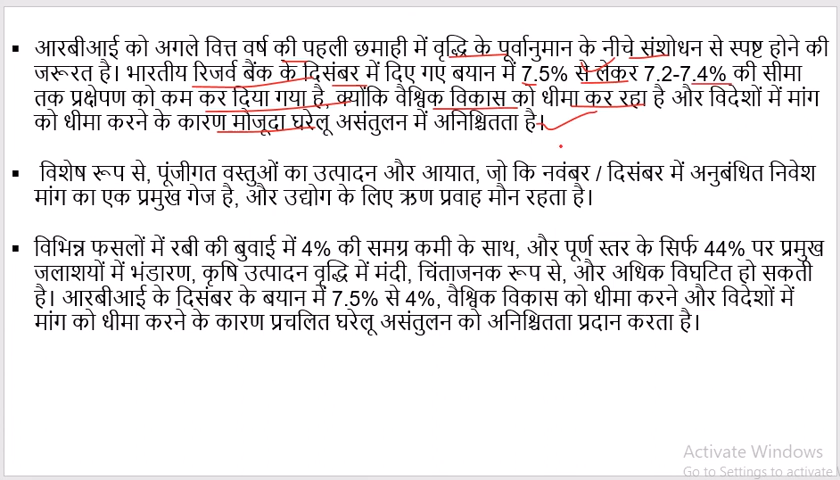 ▪ आरबीआई को अगले वित्त वर्ष की पहली छमाही में वृद्धि के पूर्वानुमान के नीचे संशोधन से स्पष्ट होने की
जरूरत है। भारतीय रिजर्व बैंक के दिसंबर में दिए गए बयान में 7.5% से लेकर 7.2-7.4% की सीमा
तक प्रक्षेपण को कम कर दिया गया है, क्योंकि वैश्विक विकास को धीमा कर रहा है और विदेशों में मांग
को धीमा करने के कारण मौजूदा घरेलू असंतुलन में अनिश्चितता है।
▪ विशेष रूप से, पूंजीगत वस्तुओं का उत्पादन और आयात, जो कि नवंबर / दिसंबर में अनुबंधित निवेश
मांग का एक प्रमुख गेज है, और उद्योग के लिए ऋण प्रवाह मौन रहता है।
▪ विभिन्न फसलों में रबी की बुवाई में 4% की समग्र कमी के साथ, और पूर्ण स्तर के सिर्फ 44% पर प्रमुख
जलाशयों में भंडारण, कृषि उत्पादन वृद्धि में मंदी, चिंताजनक रूप से, और अधिक विघटित हो सकती
है। आरबीआई के दिसंबर के बयान में 7.5% से 4%, वैश्विक विकास को धीमा करने और विदेशों में
मांग को धीमा करने के कारण प्रचलित घरेलू असंतुलन को अनिश्चितता प्रदान करता है।
Activate Windows
Go to Settings to activate